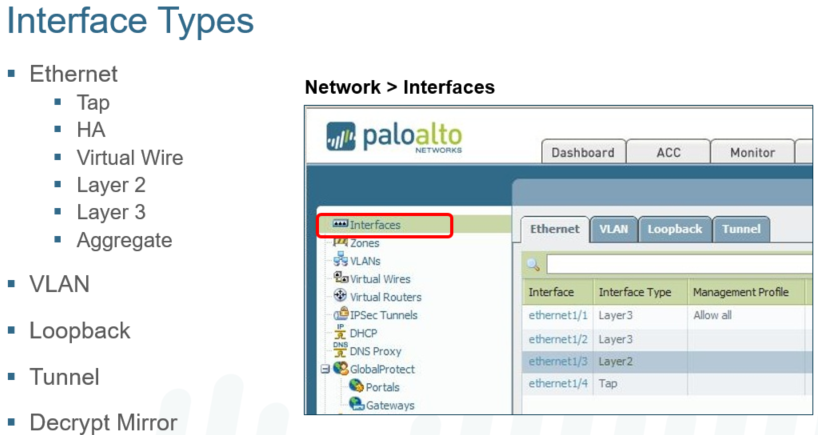 Interface Types
▪ Ethernet
▪ Tap
▪ HA
▪ Virtual Wire
▪ Layer 2
▪ Layer 3
▪ Aggregate
▪ VLAN
▪ Loopback
▪ Tunnel
▪ Decrypt Mirror
Network > Interfaces
paloalto
NETWORKS
Dashboard ACC Monitor
Interfaces
Zones
VLANs
Virtual Wires
Virtual Routers
IPSec Tunnels
IP
DHCP
DNS
DNS Proxy
GlobalProtect
Portals
Gateways
Ethernet VLAN Loopback Tunnel
Interface Interface Type Management Profile
ethernet1/1 Layer3 Allow all
ethernet1/2 Layer3
ethernet1/3 Layer2
ethernet1/4 Tap